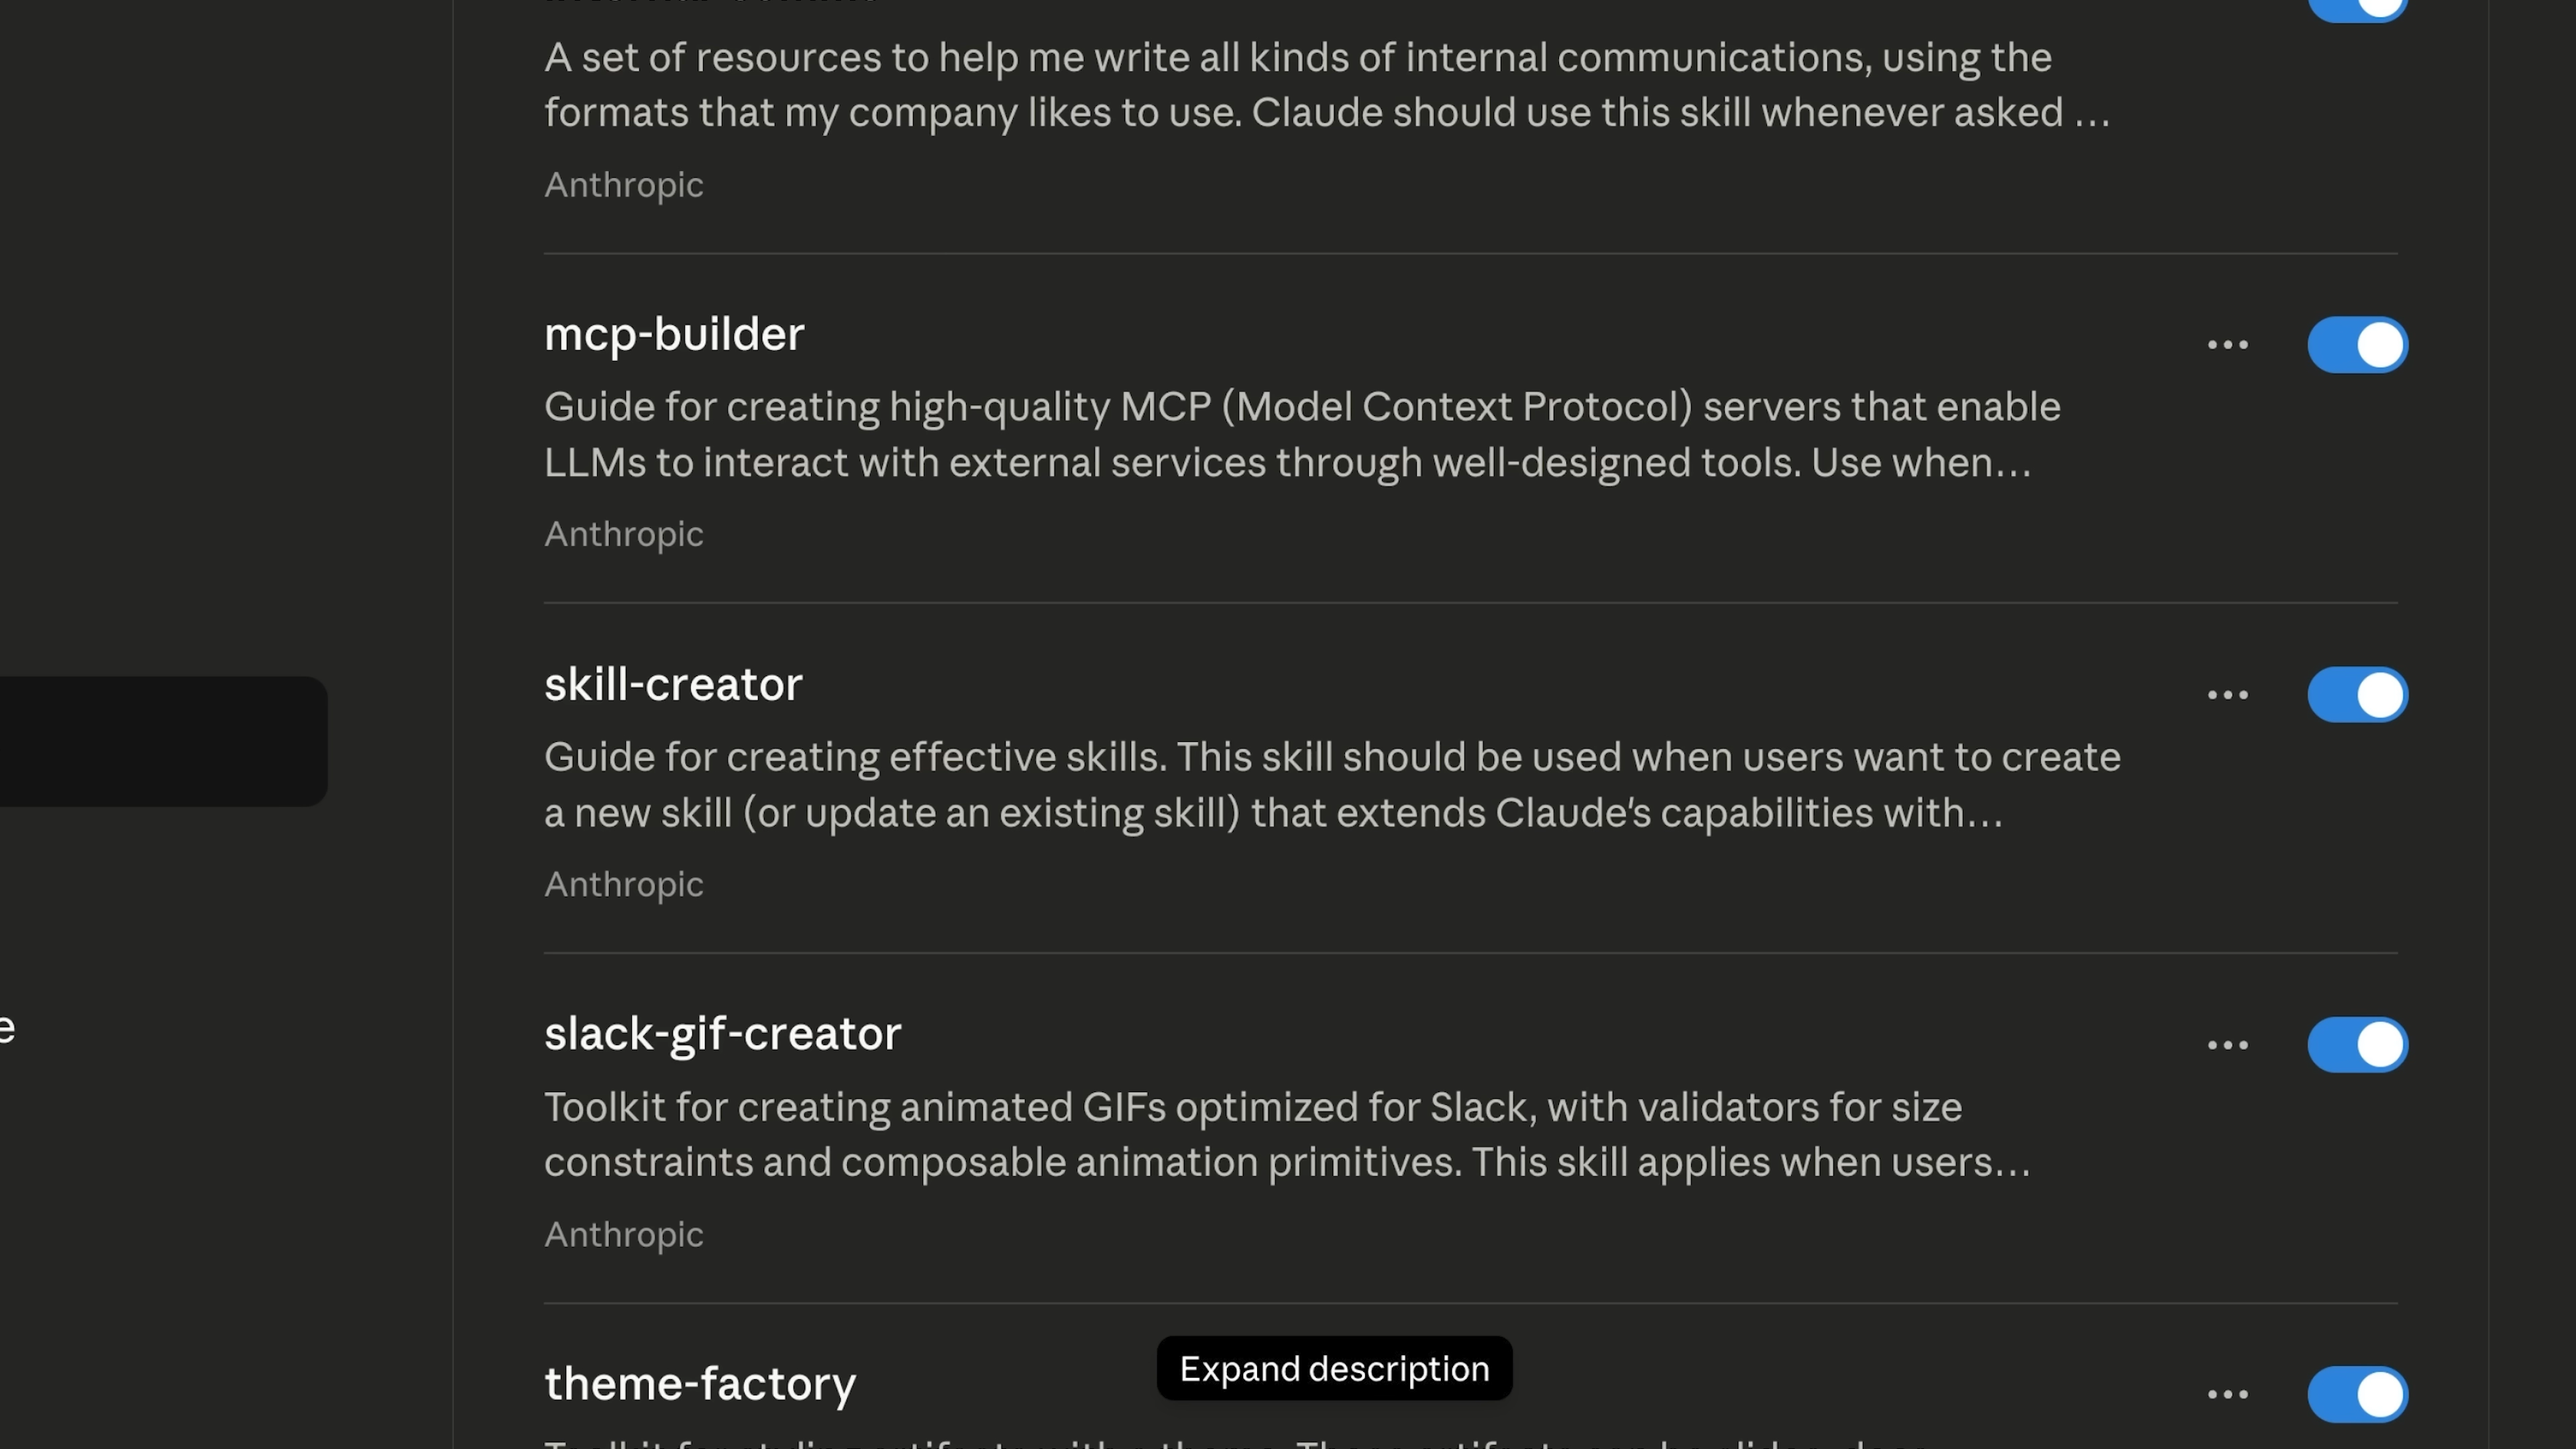 A set of resources to help me write all kinds of internal communications, using the
formats that my company likes to use. Claude should use this skill whenever asked …
Anthropic
mcp-builder
Guide for creating high-quality MCP (Model Context Protocol) servers that enable
LLMs to interact with external services through well-designed tools. Use when…
Anthropic
skill-creator
Guide for creating effective skills. This skill should be used when users want to create
a new skill (or update an existing skill) that extends Claude's capabilities with…
Anthropic
e
slack-gif-creator
Toolkit for creating animated GIFs optimized for Slack, with validators for size
constraints and composable animation primitives. This skill applies when users…
Anthropic
Expand description
theme-factory